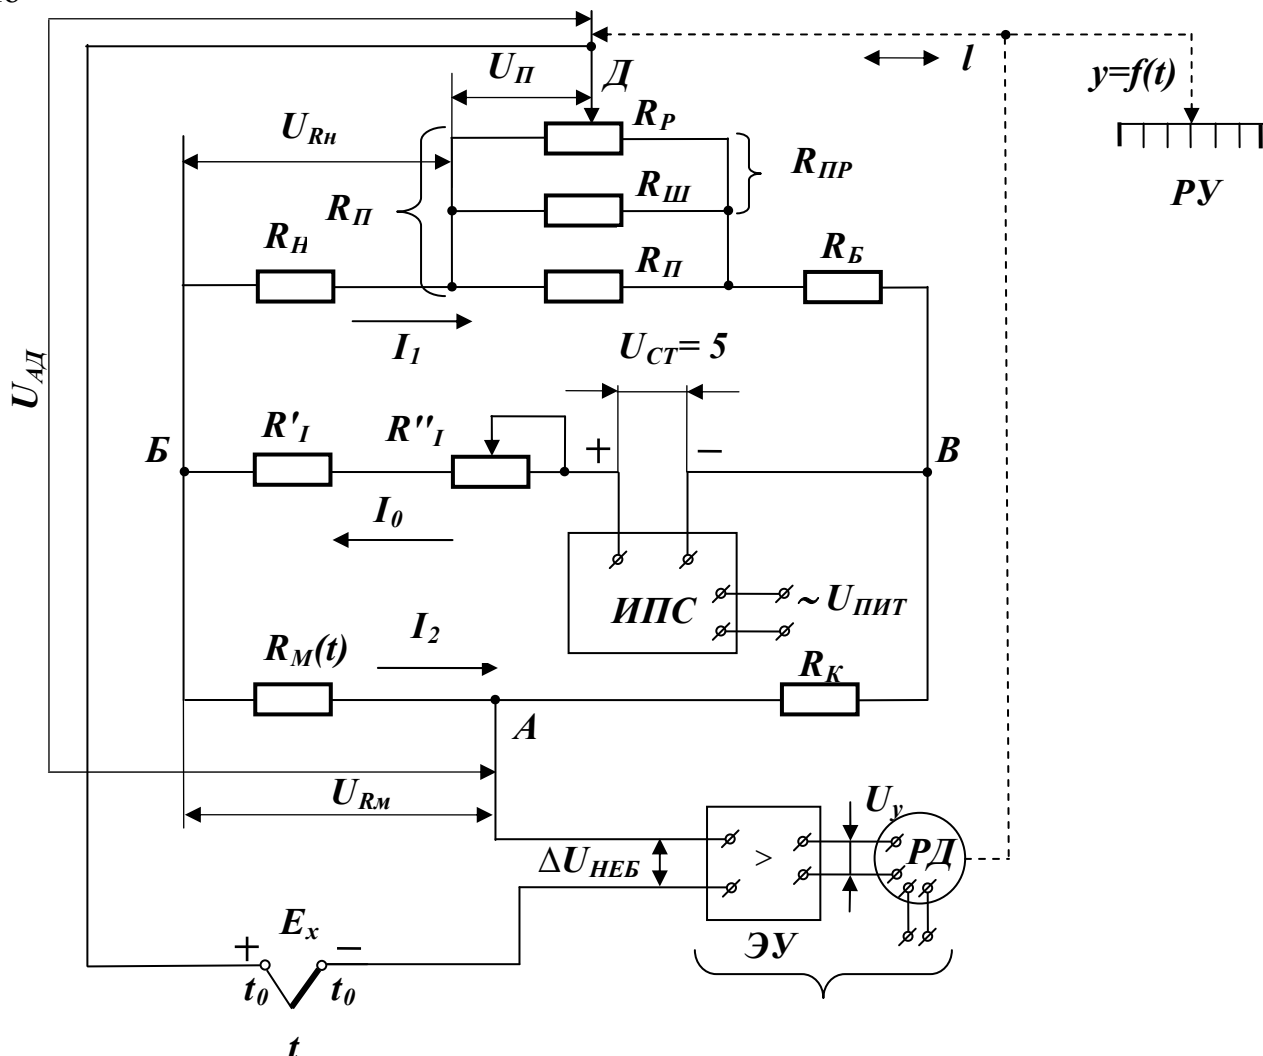 U_П
Д
l
y=f(t)
U_Rн
R_Р
R_ПР
R_П
R_Ш
РУ
R_Н
R_П
R_Б
I_1
U_СТ= 5
U_АД
Б
R'_I
R''_I
+
−
В
I_0
ИПС
~ U_ПИТ
R_М(t)
I_2
R_К
А
U_Rм
U_y
ΔU_НЕБ
>
РД
E_x
+
−
ЭУ
t_0
t_0
t